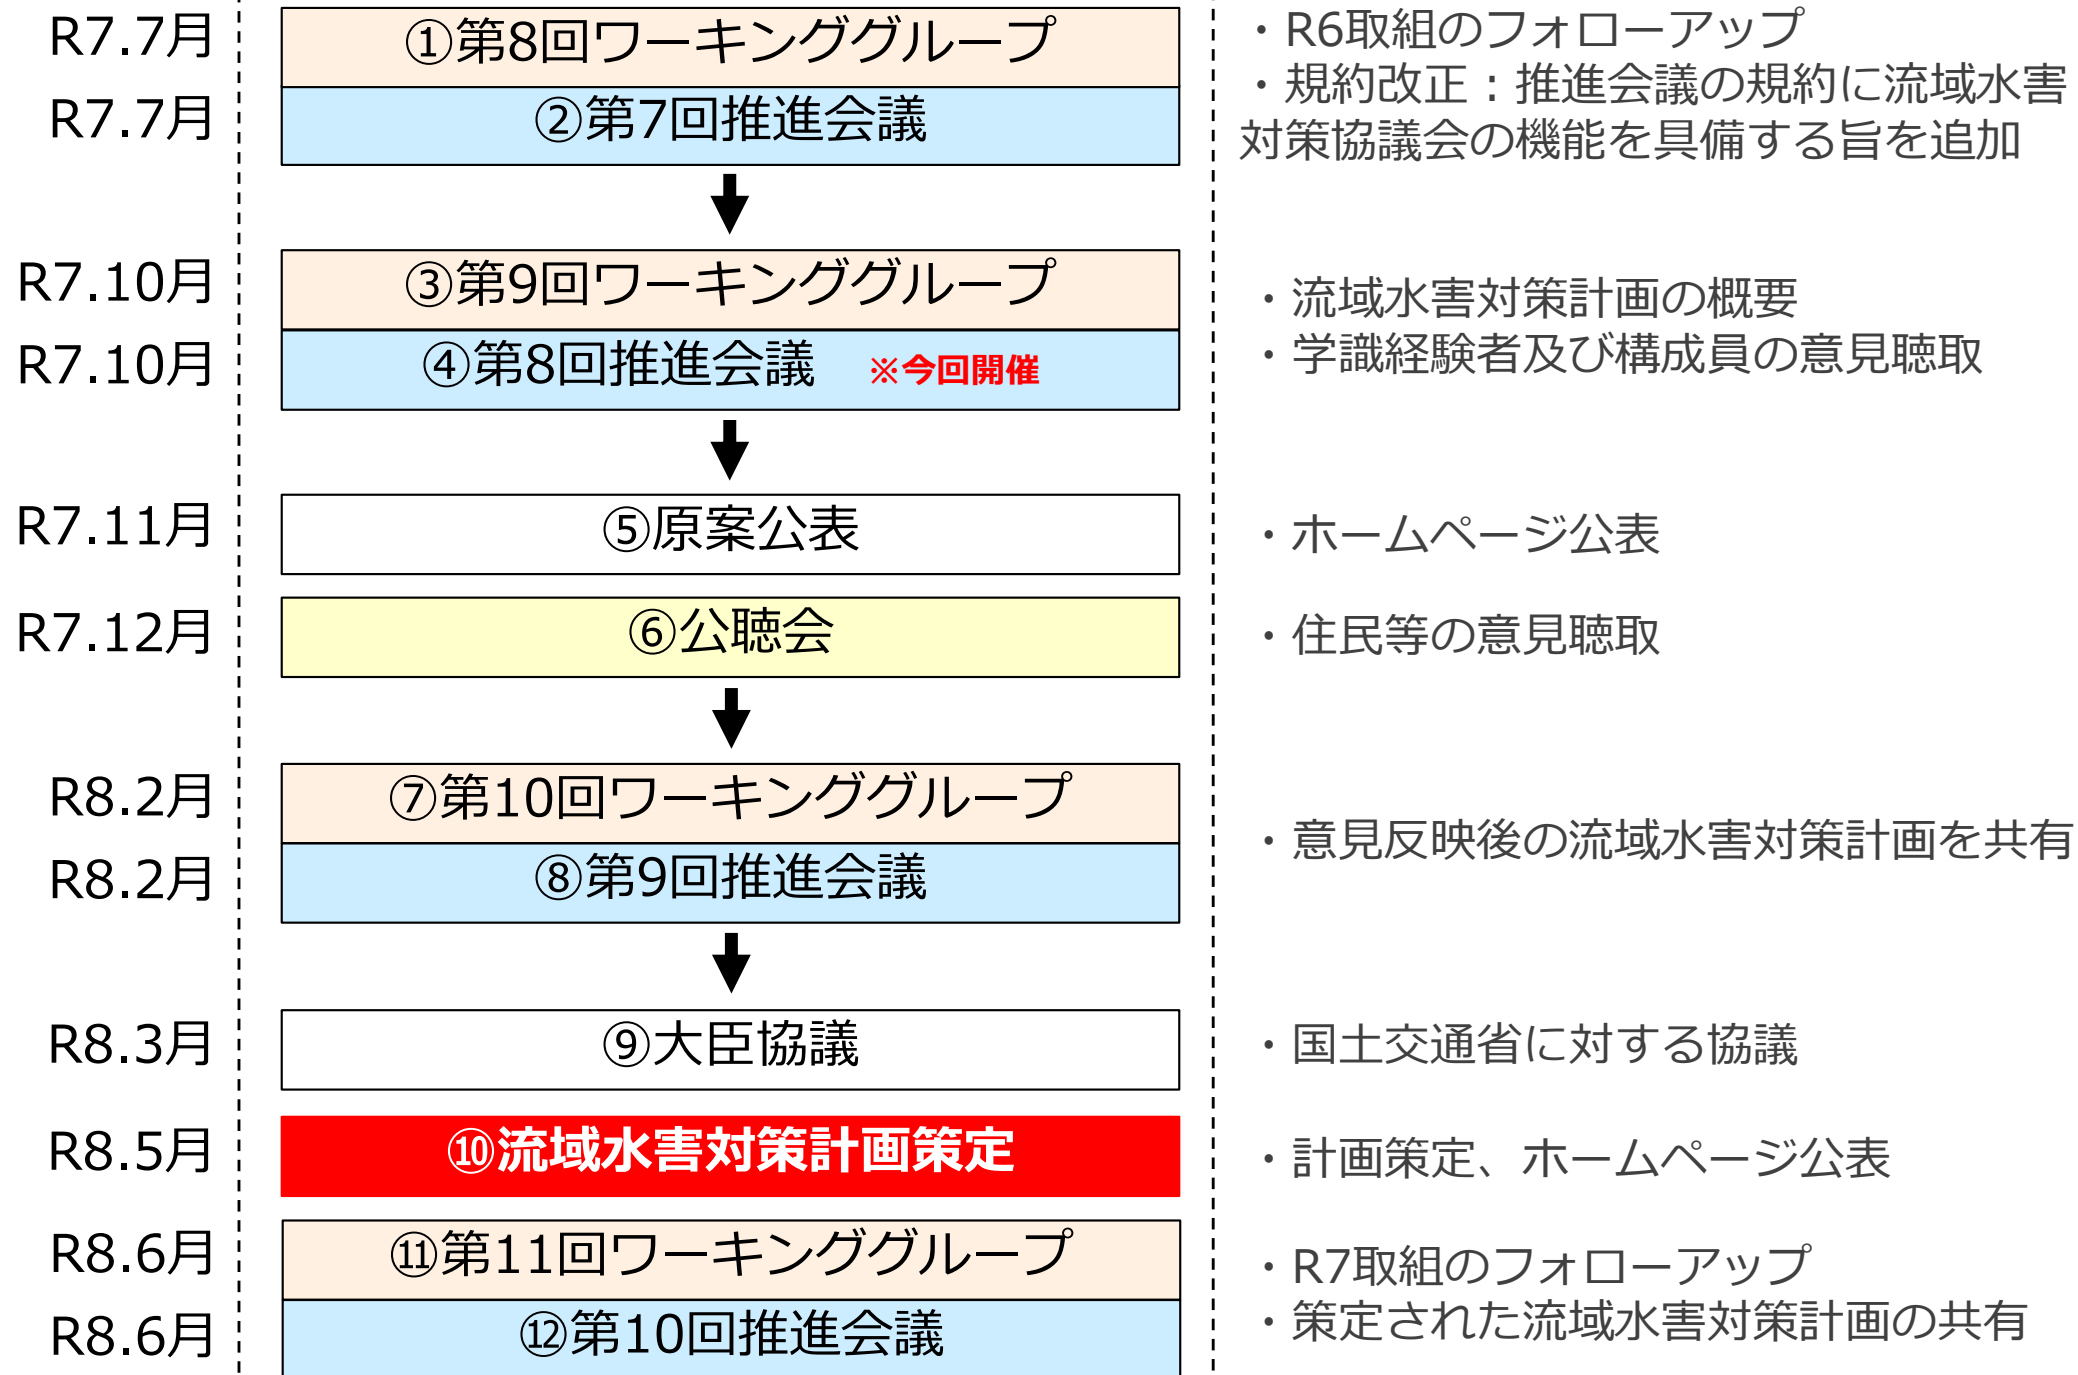 R7.7月
①第8回ワーキンググループ
・R6取組のフォローアップ
・規約改正：推進会議の規約に流域水害
対策協議会の機能を具備する旨を追加
R7.7月
②第7回推進会議
R7.10月
③第9回ワーキンググループ
・流域水害対策計画の概要
・学識経験者及び構成員の意見聴取
R7.10月
④第8回推進会議 ※今回開催
R7.11月
⑤原案公表
・ホームページ公表
R7.12月
⑥公聴会
・住民等の意見聴取
R8.2月
⑦第10回ワーキンググループ
・意見反映後の流域水害対策計画を共有
R8.2月
⑧第9回推進会議
R8.3月
⑨大臣協議
・国土交通省に対する協議
R8.5月
⑩流域水害対策計画策定
・計画策定、ホームページ公表
R8.6月
⑪第11回ワーキンググループ
・R7取組のフォローアップ
・策定された流域水害対策計画の共有
R8.6月
⑫第10回推進会議